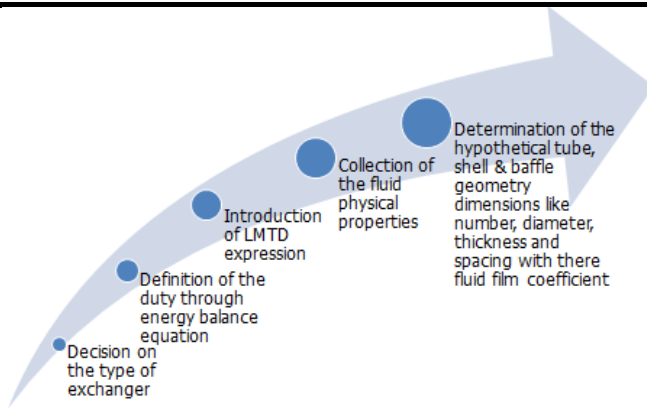 Determination of the
hypothetical tube,
shell & baffle
geometry
dimensions like
number, diameter,
thickness and
spacing with there
fluid film coefficient
Collection of
the fluid
physical
properties
Introduction
of LMTD
expression
Definition of the
duty through
energy balance
equation
Decision on
the type of
exchanger